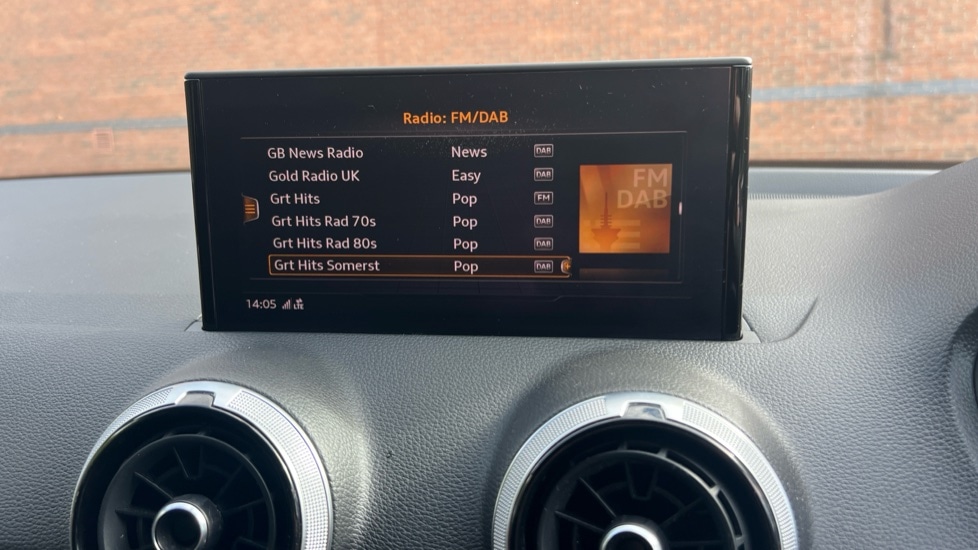 Radio: FM/DAB
GB News Radio News DAB
Gold Radio UK Easy DAB
Grt Hits Pop FM
Grt Hits Rad 70s Pop DAB
Grt Hits Rad 80s Pop DAB
Grt Hits Somerst Pop DAB
FM
DAB
14:05 LTE